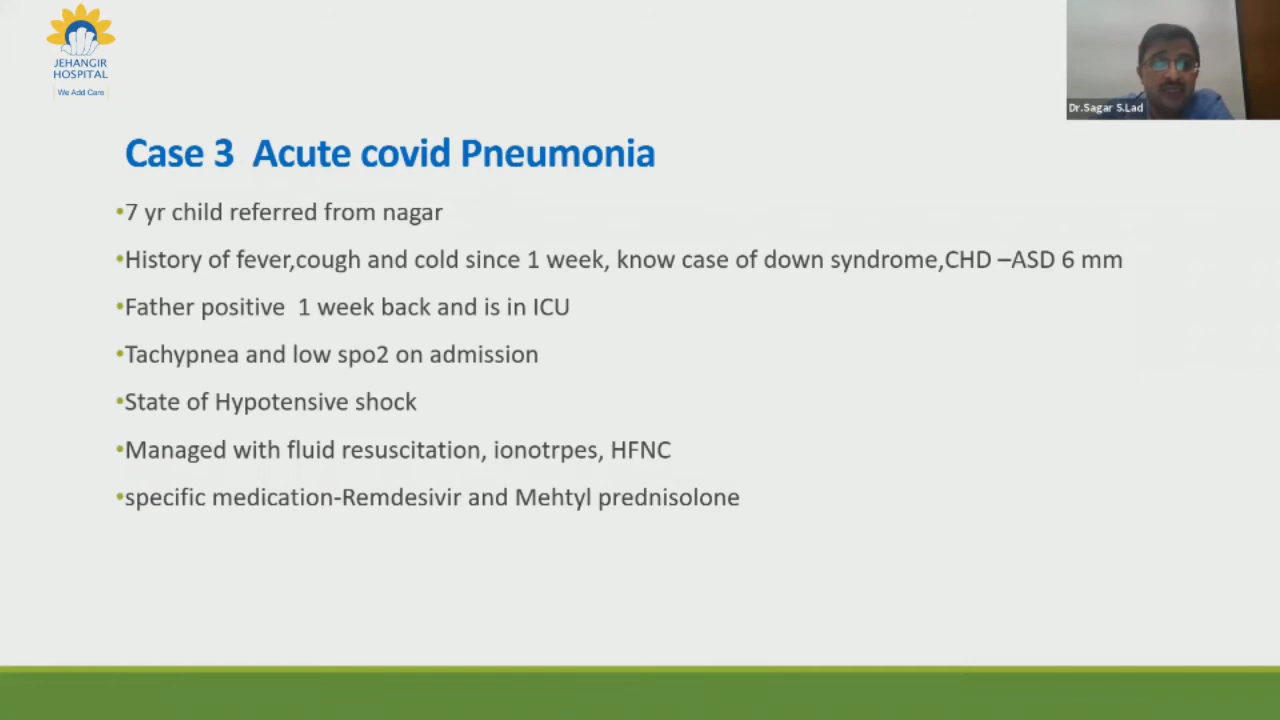 JEHANGIR
HOSPITAL
We Add Care
Dr.Sagar S.Lad
Case 3 Acute covid Pneumonia
•7 yr child referred from nagar
•History of fever,cough and cold since 1 week, know case of down syndrome,CHD –ASD 6 mm
•Father positive 1 week back and is in ICU
•Tachypnea and low spo2 on admission
•State of Hypotensive shock
•Managed with fluid resuscitation, ionotrpes, HFNC
•specific medication-Remdesivir and Mehtyl prednisolone